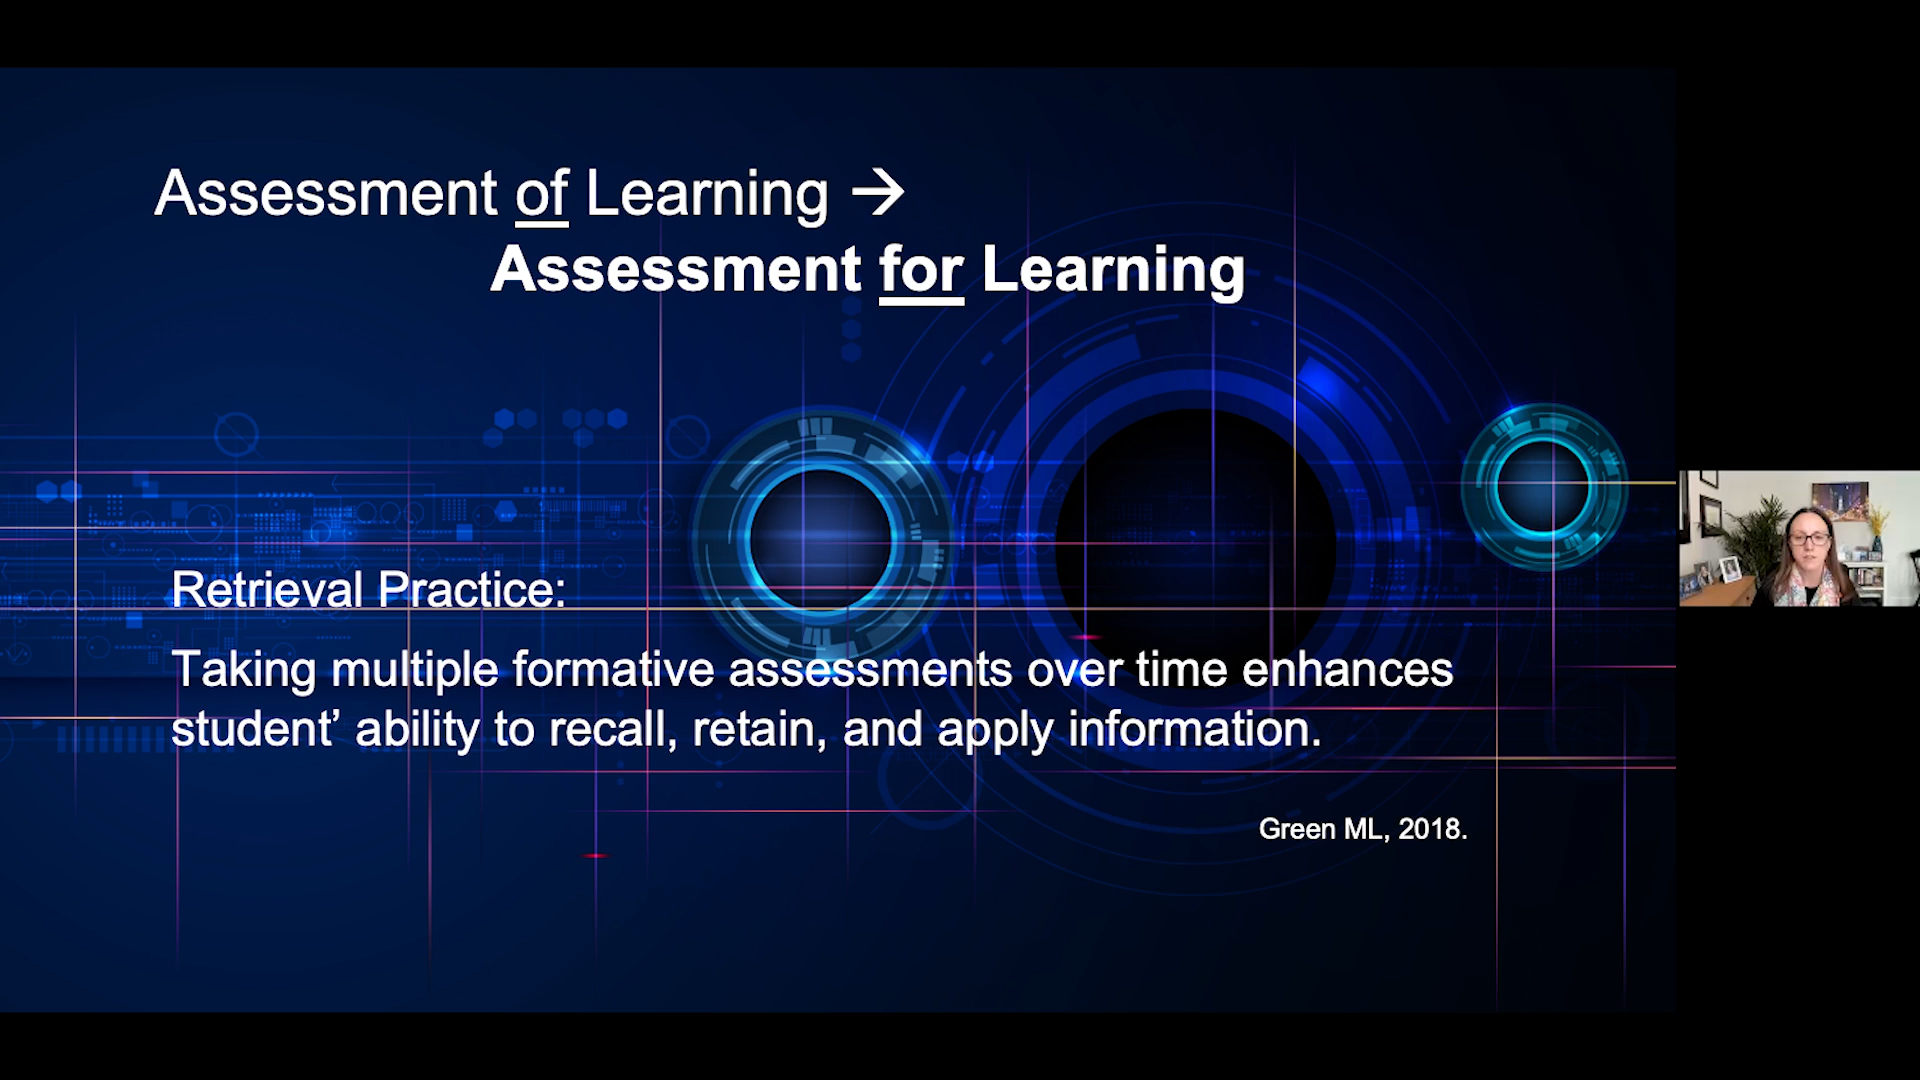 Assessment of Learning →
Assessment for Learning
Retrieval Practice:
Taking multiple formative assessments over time enhances
student’ ability to recall, retain, and apply information.
Green ML, 2018.